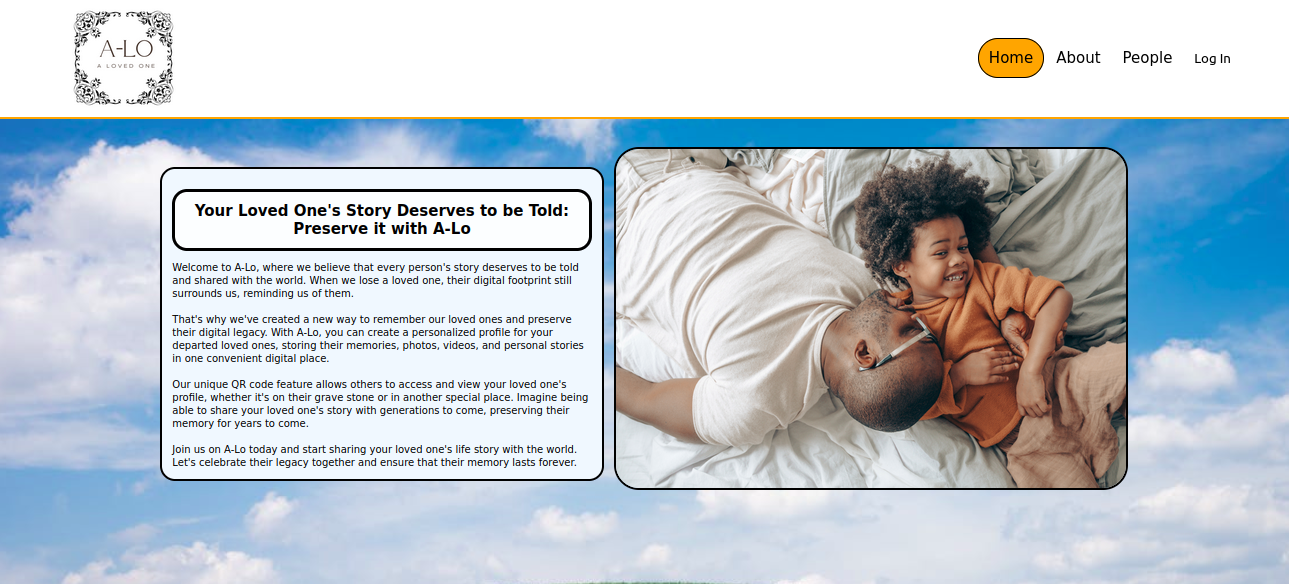 A-LO
A LOVED ONE
Home
About
People
Log In
Your Loved One's Story Deserves to be Told:
Preserve it with A-Lo
Welcome to A-Lo, where we believe that every person's story deserves to be told
and shared with the world. When we lose a loved one, their digital footprint still
surrounds us, reminding us of them.
That's why we've created a new way to remember our loved ones and preserve
their digital legacy. With A-Lo, you can create a personalized profile for your
departed loved ones, storing their memories, photos, videos, and personal stories
in one convenient digital place.
Our unique QR code feature allows others to access and view your loved one's
profile, whether it's on their grave stone or in another special place. Imagine being
able to share your loved one's story with generations to come, preserving their
memory for years to come.
Join us on A-Lo today and start sharing your loved one's life story with the world.
Let's celebrate their legacy together and ensure that their memory lasts forever.